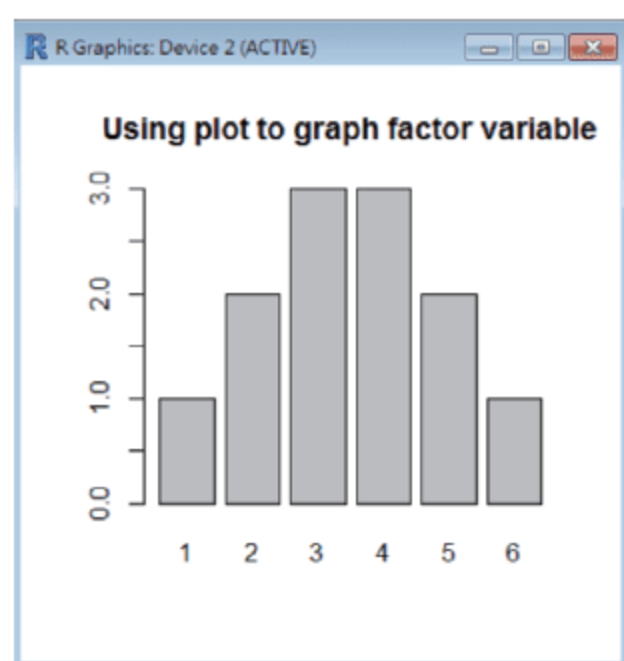 R Graphics: Device 2 (ACTIVE)
Using plot to graph factor variable
3.0
2.0
1.0
0.0
1 2 3 4 5 6